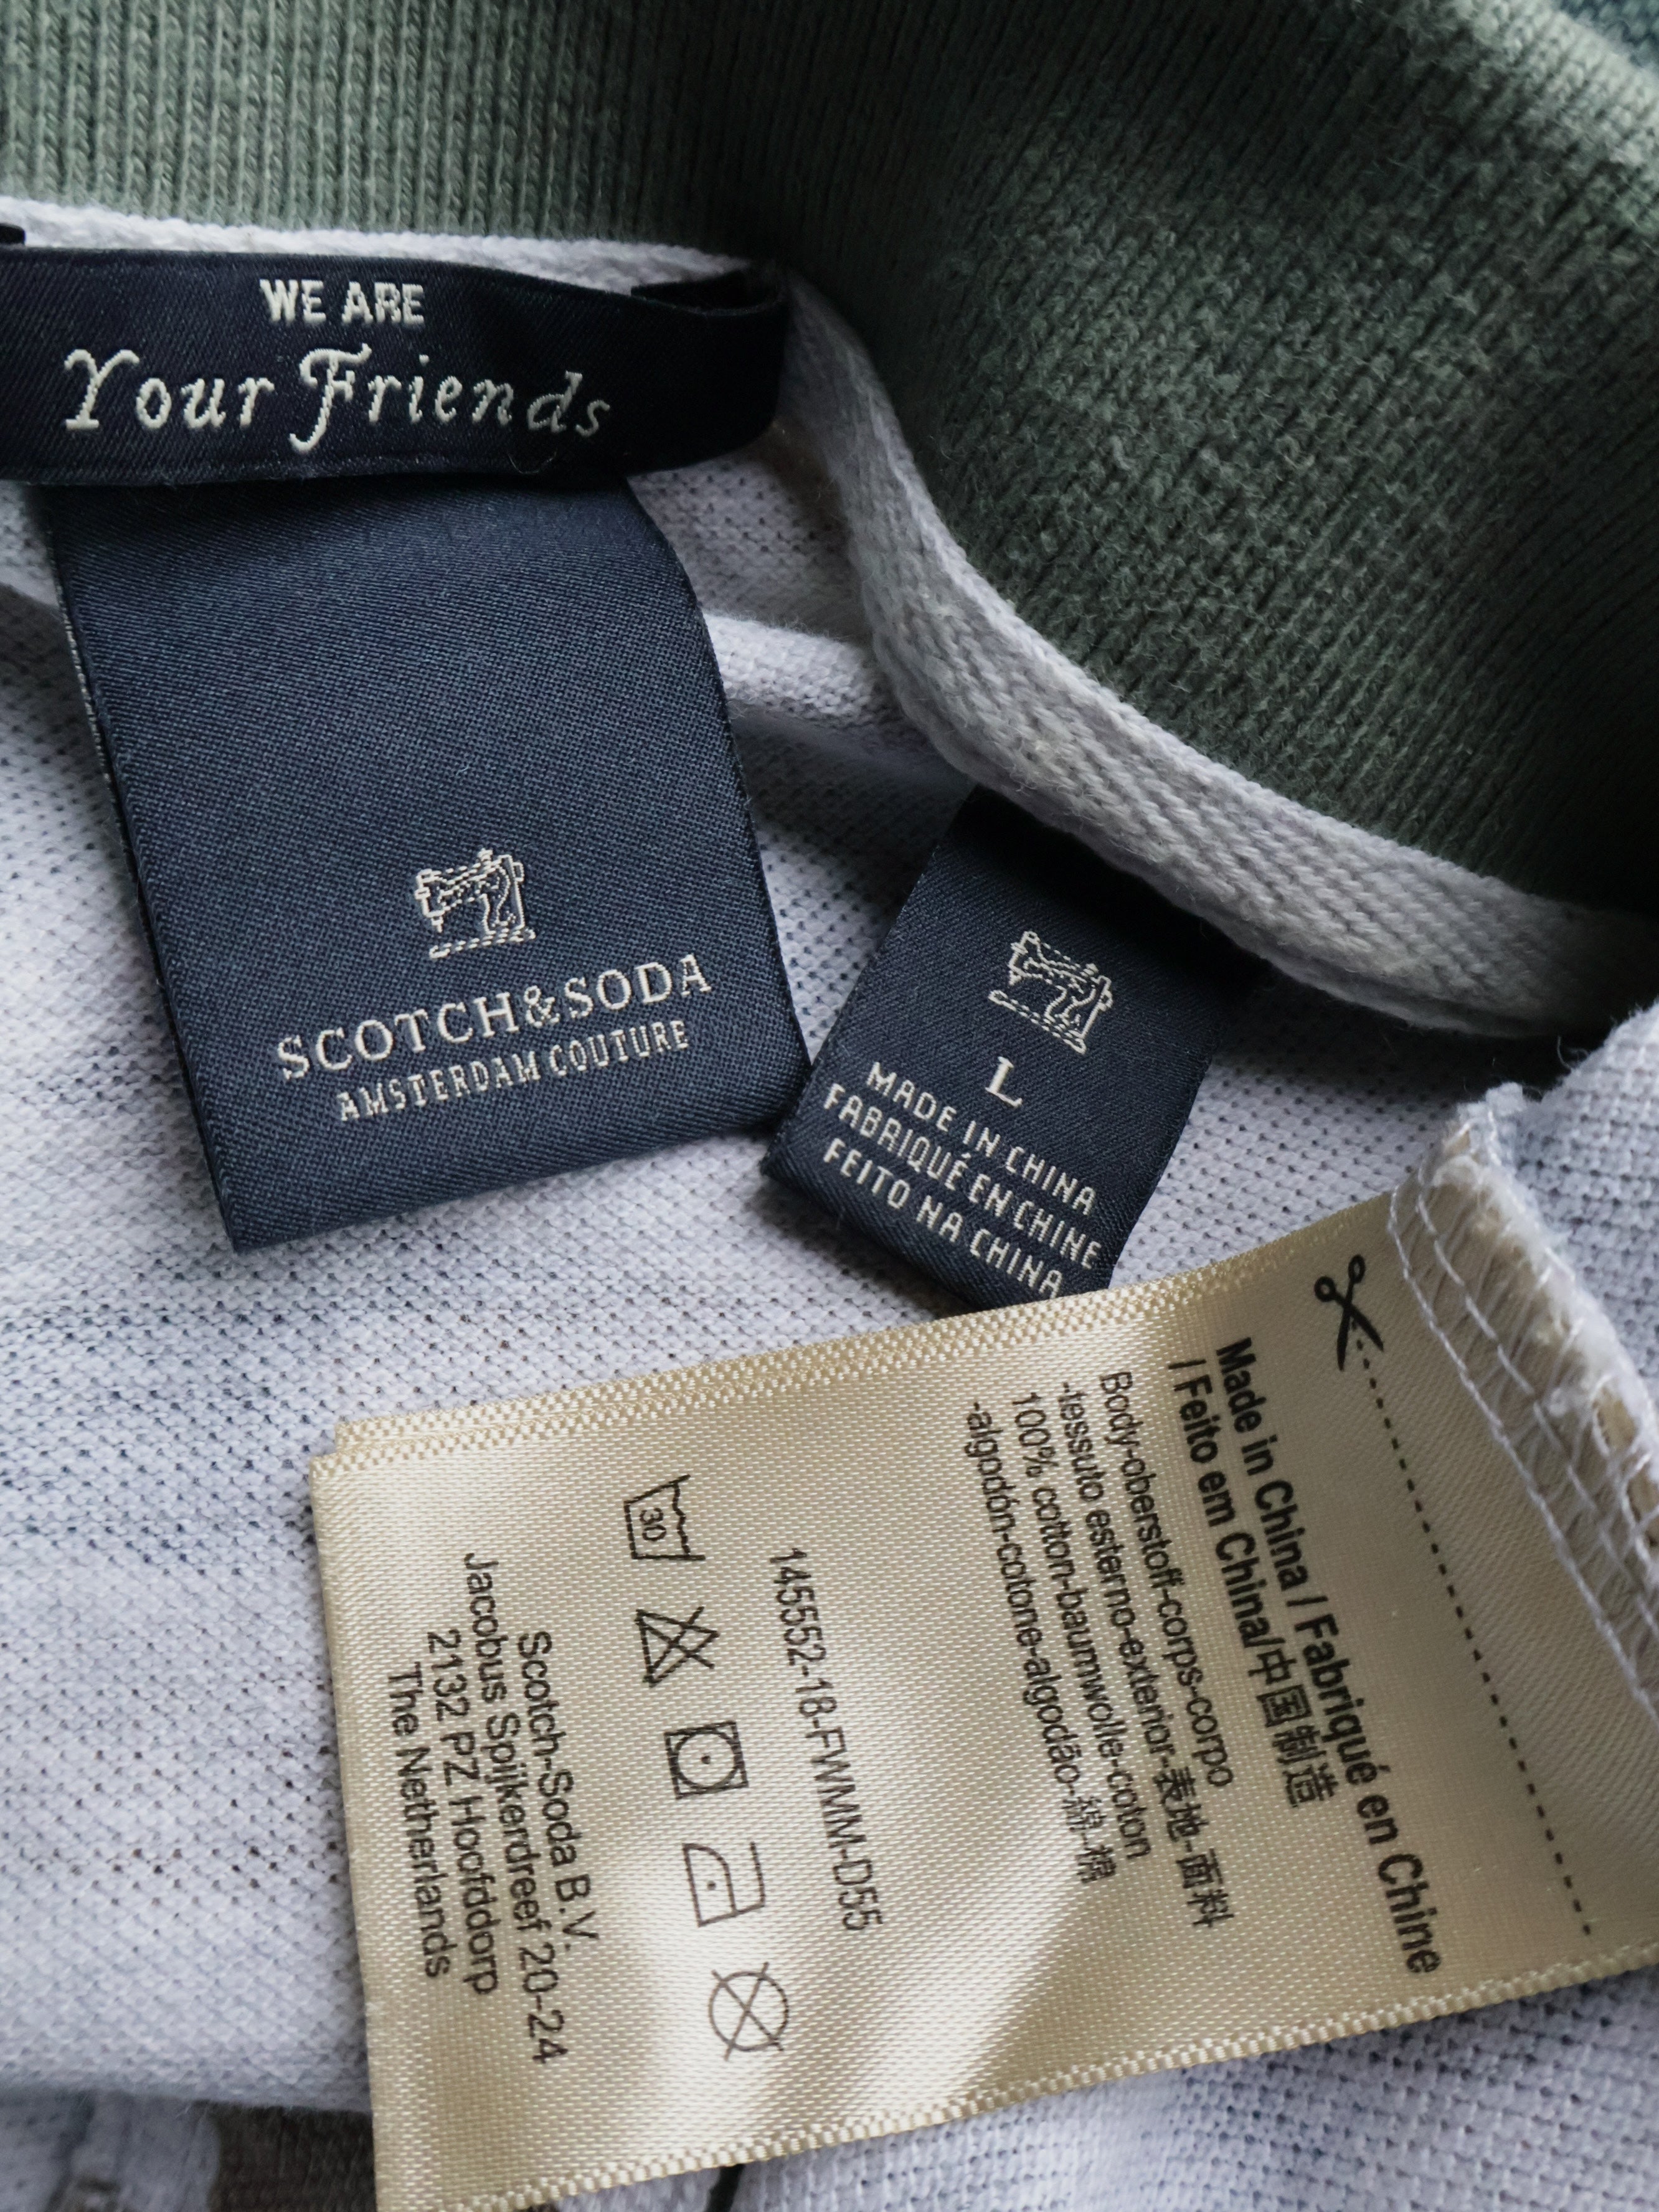 WE ARE
Your Friends
SCOTCH&SODA
AMSTERDAM COUTURE
L
MADE IN CHINA
FABRIQUÉ EN CHINE
FEITO NA CHINA
Made in China / Fabriqué en Chine
/ Feito em China/中国制造
Body-oberstoff-corps-corpo
-tessuto esterno-exterior-表地-面料
100% cotton-baumwolle-coton
-algodón-cotone-algodão-綿-棉
14552-18-FWMM-D55
30
Scotch-Soda B.V.
Jacobus Spijkerdreef 20-24
2132 PZ Hoofddorp
The Netherlands